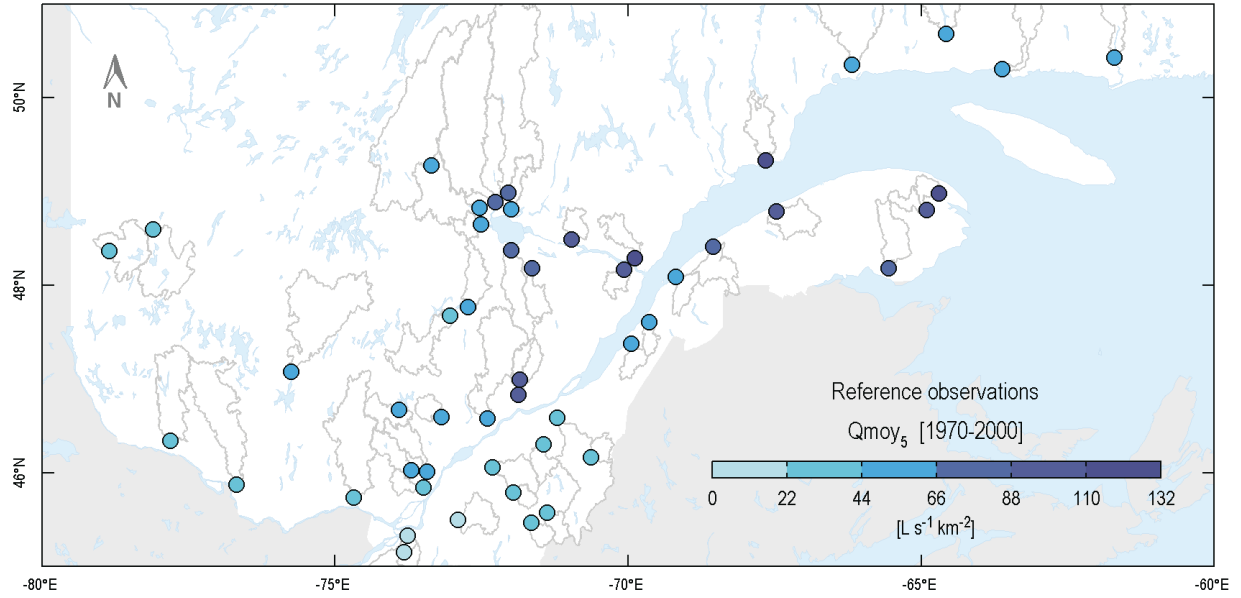 50°N
N
48°N
46°N
Reference observations
Qmoy5 [1970-2000]
0 22 44 66 88 110 132
[L s-1 km-2]
-80°E -75°E -70°E -65°E -60°E